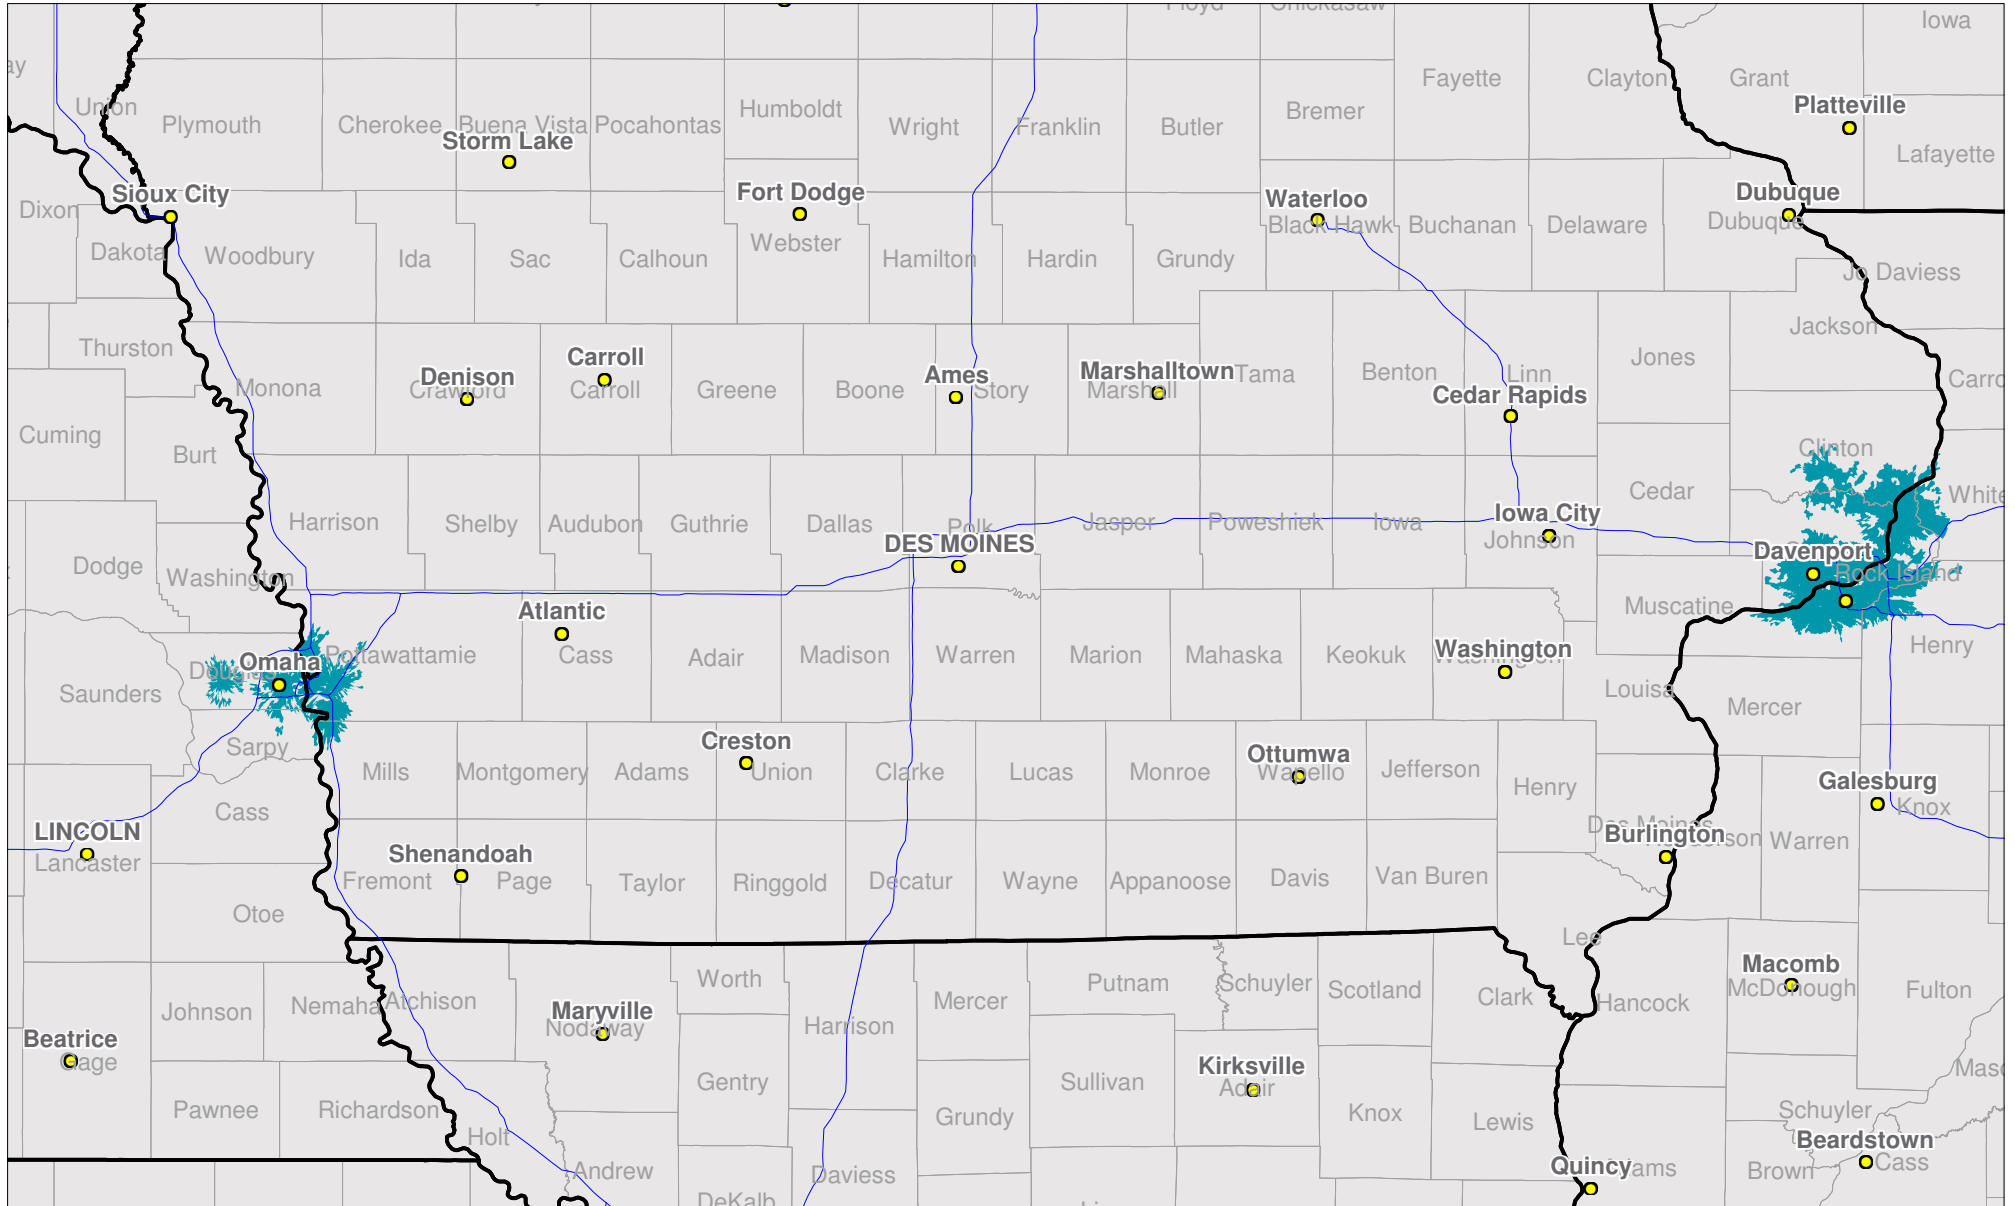 Iowa
ay
Fayette
Clayton
Grant
Union
Plymouth
Cherokee
Buena Vista
Pocahontas
Humboldt
Wright
Franklin
Butler
Bremer
Platteville
Storm Lake
Lafayette
Sioux City
Fort Dodge
Waterloo
Dubuque
Dixon
Dakota
Woodbury
Ida
Sac
Calhoun
Webster
Hamilton
Hardin
Grundy
Black Hawk
Buchanan
Delaware
Dubuque
Jo Daviess
Thurston
Monona
Denison
Crawford
Carroll
Carroll
Greene
Boone
Ames
Story
Marshalltown
Marshall
Tama
Benton
Linn
Cedar Rapids
Jones
Jackson
Carro
Cuming
Burt
Clinton
Harrison
Shelby
Audubon
Guthrie
Dallas
Polk
DES MOINES
Jasper
Poweshiek
Iowa
Iowa City
Johnson
Cedar
White
Dodge
Washington
Davenport
Rock Island
Muscatine
Henry
Atlantic
Cass
Saunders
Douglas
Omaha
Pottawattamie
Adair
Madison
Warren
Marion
Mahaska
Keokuk
Washington
Washington
Louisa
Mercer
Sarpy
Mills
Montgomery
Adams
Creston
Union
Clarke
Lucas
Monroe
Ottumwa
Wapello
Jefferson
Henry
Galesburg
Knox
Cass
LINCOLN
Lancaster
Shenandoah
Fremont
Page
Taylor
Ringgold
Decatur
Wayne
Appanoose
Davis
Van Buren
Des Moines
Burlington
Henderson
Warren
Otoe
Lee
Johnson
Nemaha
Atchison
Maryville
Nodaway
Worth
Harrison
Mercer
Putnam
Schuyler
Scotland
Clark
Hancock
Macomb
McDonough
Fulton
Beatrice
Gage
Pawnee
Richardson
Holt
Andrew
Gentry
DeKalb
Daviess
Grundy
Sullivan
Kirksville
Adair
Knox
Lewis
Quincy
Adams
Schuyler
Beardstown
Brown
Cass
Maso